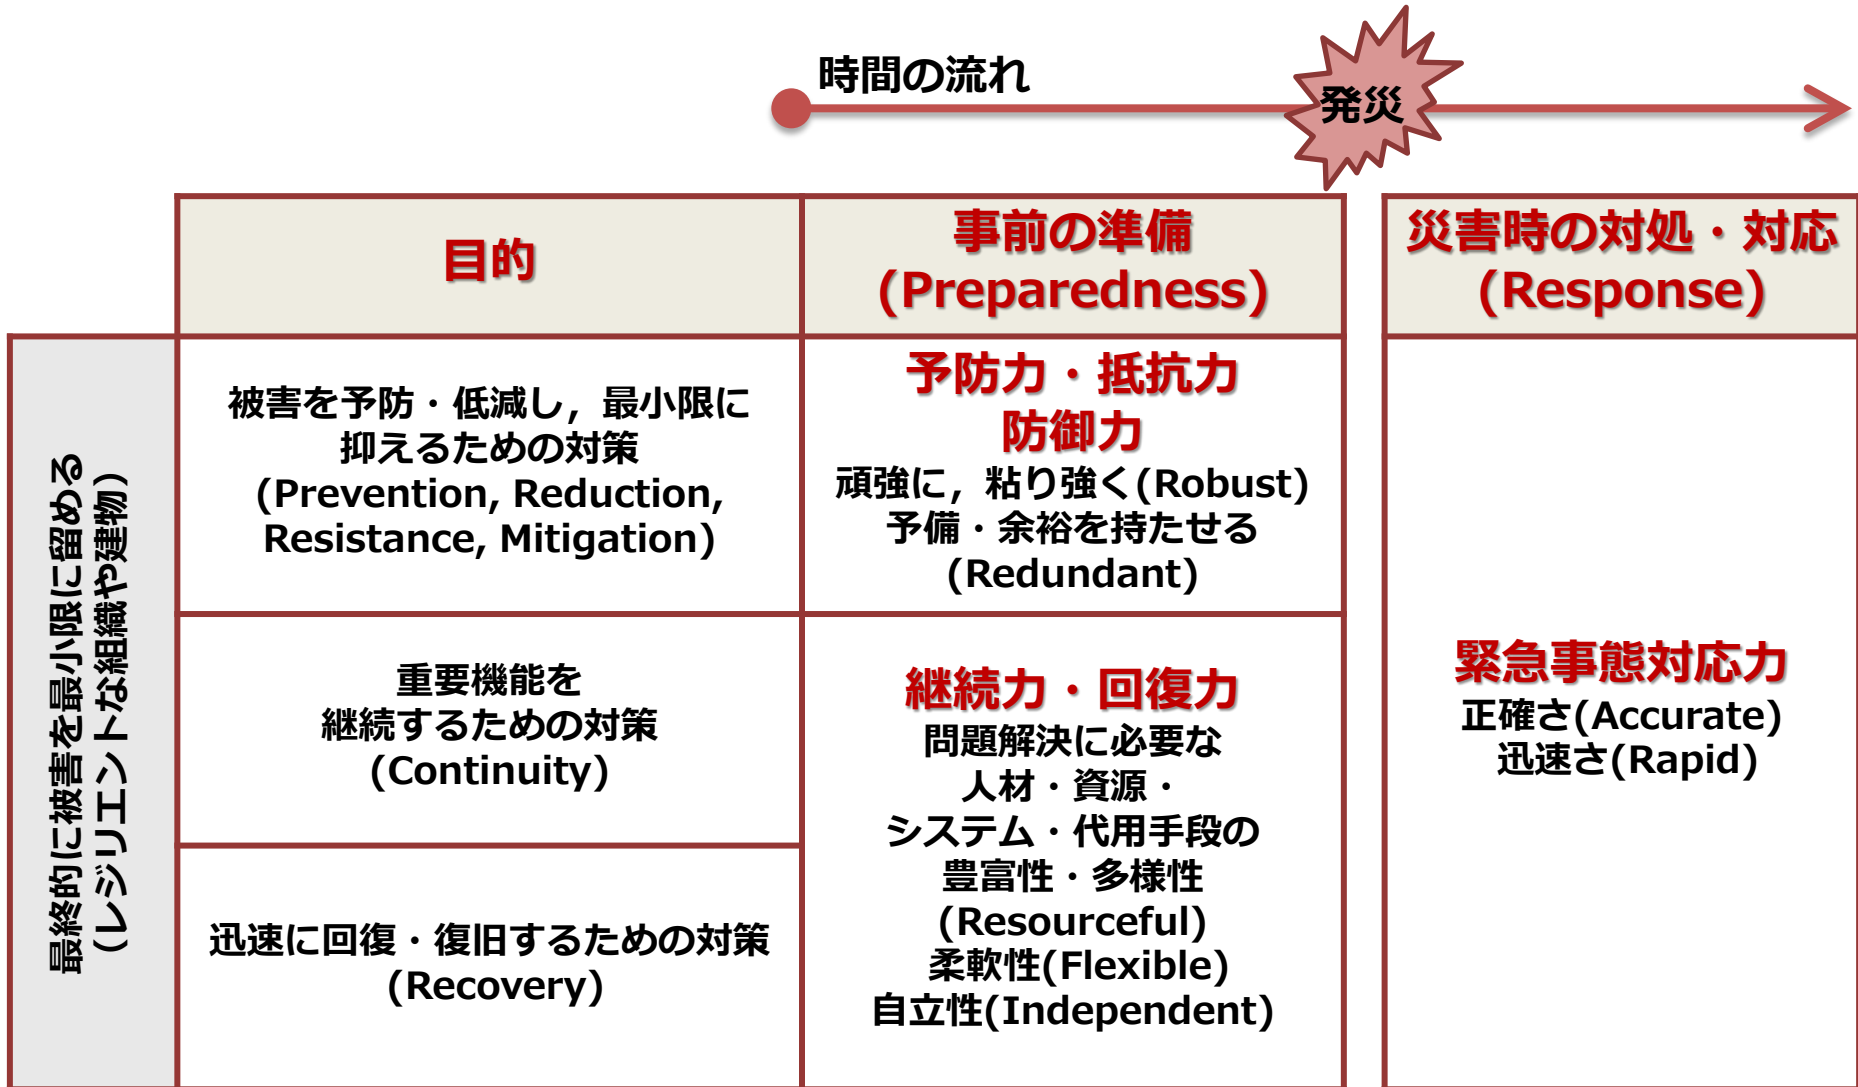 時間の流れ
発災
目的
事前の準備
(Preparedness)
災害時の対処・対応
(Response)
最終的に被害を最小限に留める
(レジリエントな組織や建物)
被害を予防・低減し，最小限に
抑えるための対策
(Prevention, Reduction,
Resistance, Mitigation)
予防力・抵抗力
防御力
頑強に，粘り強く(Robust)
予備・余裕を持たせる
(Redundant)
重要機能を
継続するための対策
(Continuity)
迅速に回復・復旧するための対策
(Recovery)
継続力・回復力
問題解決に必要な
人材・資源・
システム・代用手段の
豊富性・多様性
(Resourceful)
柔軟性(Flexible)
自立性(Independent)
緊急事態対応力
正確さ(Accurate)
迅速さ(Rapid)